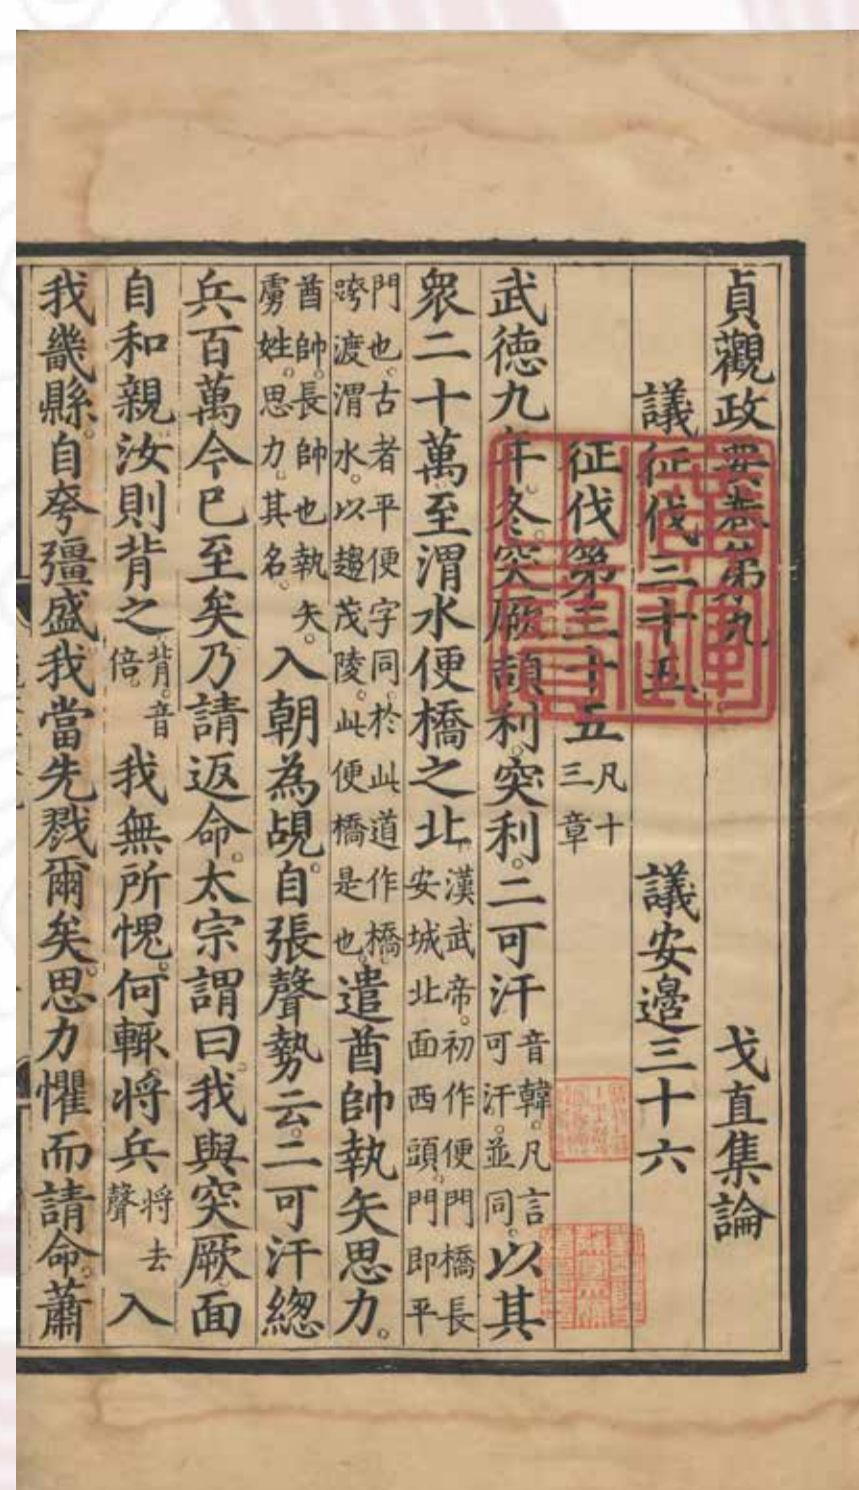 貞觀政要卷第九 戈直集論
議征伐三十五 議安邊三十六
征伐第三十五凡十三章
武德九年。冬。突厥頡利。突利。二可汗音韓。凡言可汗。並同。以其
衆二十萬至渭水便橋之北。漢武帝。初作便門橋長安城北面西頭。門即平
門也。古者平便字同。於此道作橋。跨渡渭水。以趨茂陵。此便橋是也。遣酋帥執矢思力。
酋帥。長帥也執矢。虜姓。思力。其名。入朝為覘。自張聲勢云。二可汗總
兵百萬今已至矣乃請返命。太宗謂曰。我與突厥。面
自和親汝則背之背。音倍。我無所愧。何輒將兵將去聲入
我畿縣。自夸彊盛我當先戮爾矣。思力懼而請命。蕭